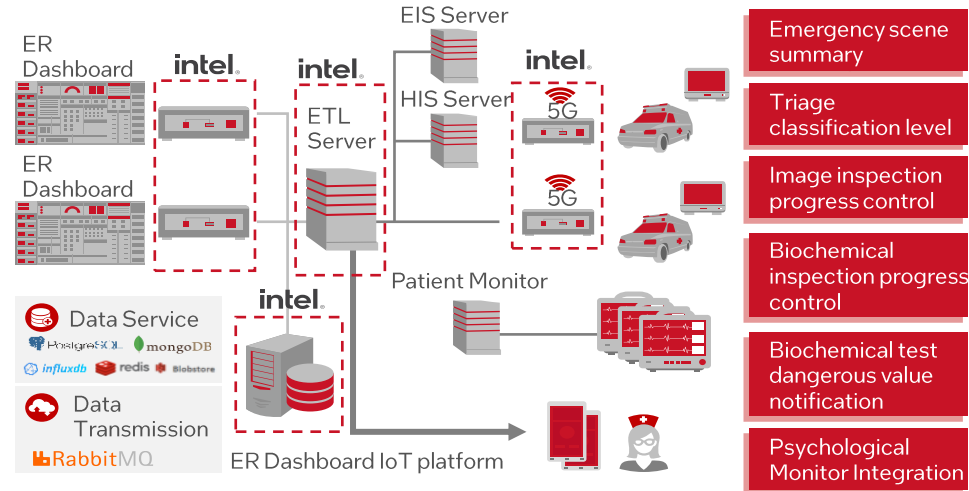 ER
Dashboard
intel®
ER
Dashboard
intel®
ETL
Server
EIS Server
HIS Server
intel®
5G
5G
Patient Monitor
intel®
ER Dashboard IoT platform
Data Service
PostgreSQL
mongoDB
influxdb
redis
Blobstore
Data
Transmission
RabbitMQ
Emergency scene
summary
Triage
classification level
Image inspection
progress control
Biochemical
inspection progress
control
Biochemical test
dangerous value
notification
Psychological
Monitor Integration